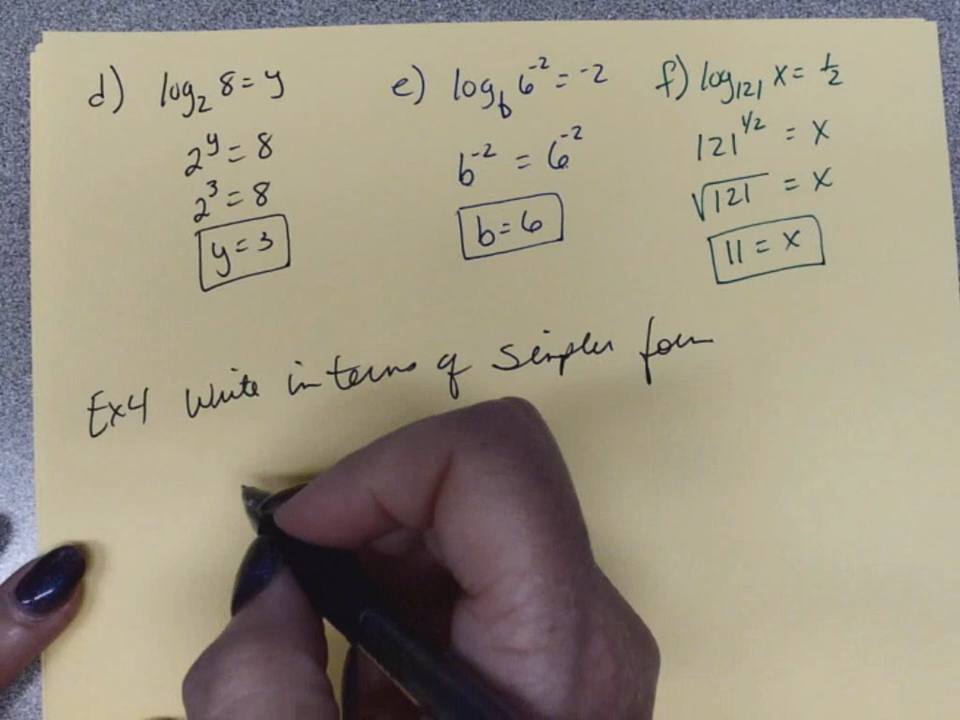 d) log₂ 8 = y
2^y = 8
2³ = 8
y = 3
e) log_b 6⁻² = -2
b⁻² = 6⁻²
b = 6
f) log₁₂₁ x = 1/2
121^1/2 = x
√121 = x
11 = x
Ex4 Write in terms of simpler form